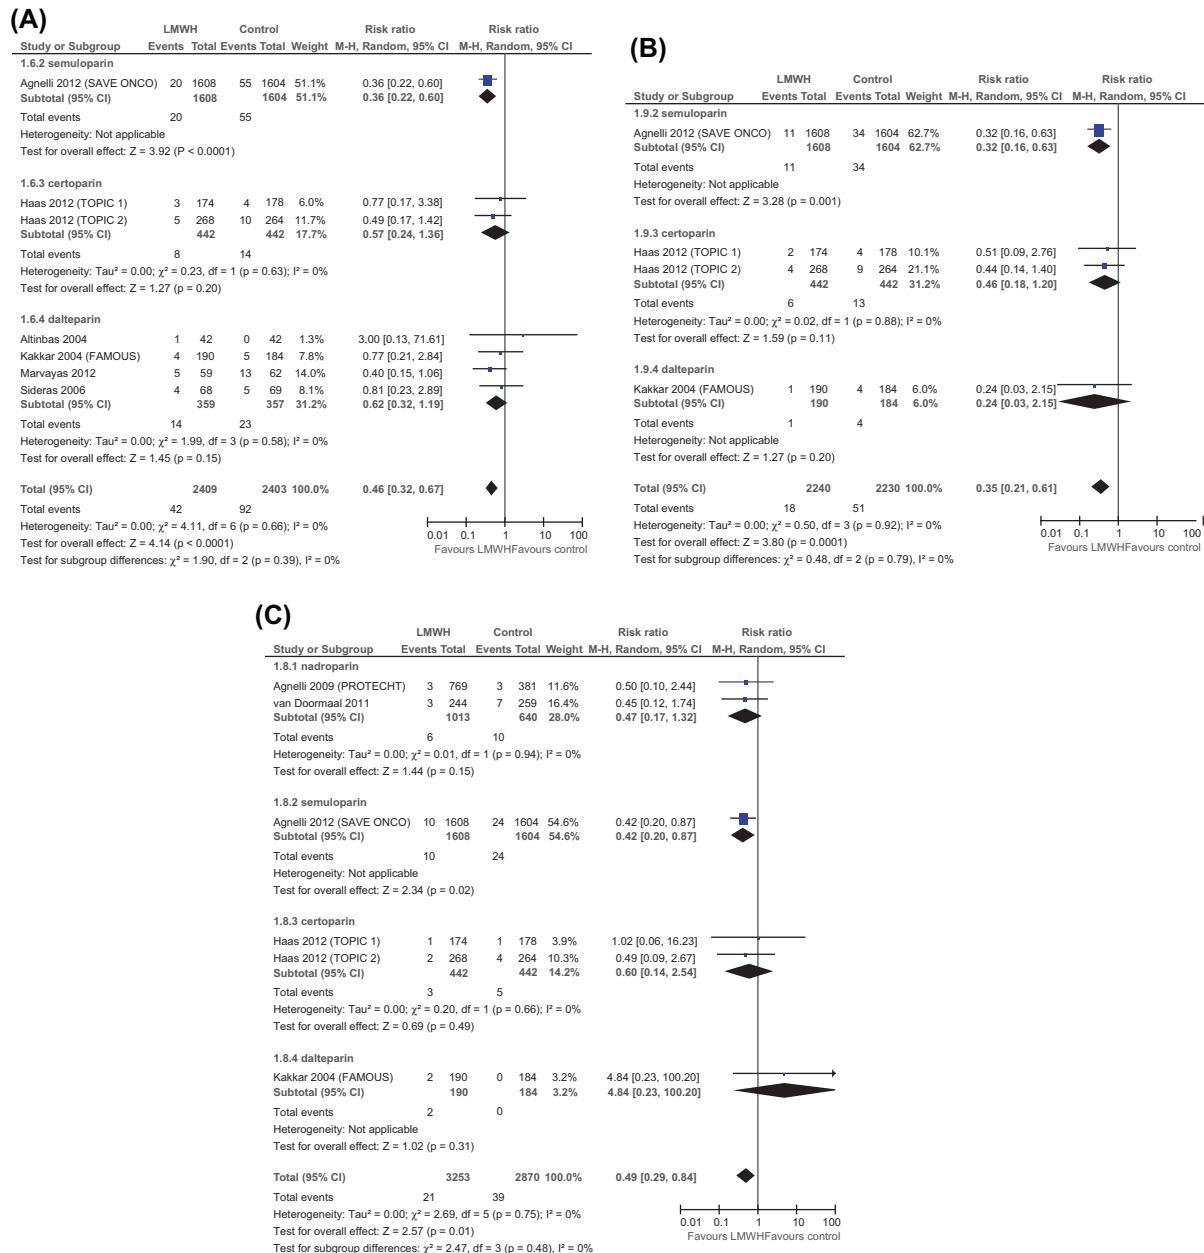 (A)
LMWH Control Risk ratio Risk ratio
Study or Subgroup Events Total Events Total Weight M-H, Random, 95% CI M-H, Random, 95% CI
1.6.2 semuloparin
Agnelli 2012 (SAVE ONCO) 20 1608 55 1604 51.1% 0.36 [0.22, 0.60]
Subtotal (95% CI) 1608 1604 51.1% 0.36 [0.22, 0.60]
Total events 20 55
Heterogeneity: Not applicable
Test for overall effect: Z = 3.92 (P < 0.0001)
1.6.3 certoparin
Haas 2012 (TOPIC 1) 3 174 4 178 6.0% 0.77 [0.17, 3.38]
Haas 2012 (TOPIC 2) 5 268 10 264 11.7% 0.49 [0.17, 1.42]
Subtotal (95% CI) 442 442 17.7% 0.57 [0.24, 1.36]
Total events 8 14
Heterogeneity: Tau² = 0.00; χ² = 0.23, df = 1 (p = 0.63); I² = 0%
Test for overall effect: Z = 1.27 (p = 0.20)
1.6.4 dalteparin
Altinbas 2004 1 42 0 42 1.3% 3.00 [0.13, 71.61]
Kakkar 2004 (FAMOUS) 4 190 5 184 7.8% 0.77 [0.21, 2.84]
Marvayas 2012 5 59 13 62 14.0% 0.40 [0.15, 1.06]
Sideras 2006 4 68 5 69 8.1% 0.81 [0.23, 2.89]
Subtotal (95% CI) 359 357 31.2% 0.62 [0.32, 1.19]
Total events 14 23
Heterogeneity: Tau² = 0.00; χ² = 1.99, df = 3 (p = 0.58); I² = 0%
Test for overall effect: Z = 1.45 (p = 0.15)
Total (95% CI) 2409 2403 100.0% 0.46 [0.32, 0.67]
Total events 42 92
Heterogeneity: Tau² = 0.00; χ² = 4.11, df = 6 (p = 0.66); I² = 0%
Test for overall effect: Z = 4.14 (p < 0.0001)
Test for subgroup differences: χ² = 1.90, df = 2 (p = 0.39), I² = 0%
0.01 0.1 1 10 100
Favours LMWHFavours control
(B)
LMWH Control Risk ratio Risk ratio
Study or Subgroup Events Total Events Total Weight M-H, Random, 95% CI M-H, Random, 95% CI
1.9.2 semuloparin
Agnelli 2012 (SAVE ONCO) 11 1608 34 1604 62.7% 0.32 [0.16, 0.63]
Subtotal (95% CI) 1608 1604 62.7% 0.32 [0.16, 0.63]
Total events 11 34
Heterogeneity: Not applicable
Test for overall effect: Z = 3.28 (p = 0.001)
1.9.3 certoparin
Haas 2012 (TOPIC 1) 2 174 4 178 10.1% 0.51 [0.09, 2.76]
Haas 2012 (TOPIC 2) 4 268 9 264 21.1% 0.44 [0.14, 1.40]
Subtotal (95% CI) 442 442 31.2% 0.46 [0.18, 1.20]
Total events 6 13
Heterogeneity: Tau² = 0.00; χ² = 0.02, df = 1 (p = 0.88); I² = 0%
Test for overall effect: Z = 1.59 (p = 0.11)
1.9.4 dalteparin
Kakkar 2004 (FAMOUS) 1 190 4 184 6.0% 0.24 [0.03, 2.15]
Subtotal (95% CI) 190 184 6.0% 0.24 [0.03, 2.15]
Total events 1 4
Heterogeneity: Not applicable
Test for overall effect: Z = 1.27 (p = 0.20)
Total (95% CI) 2240 2230 100.0% 0.35 [0.21, 0.61]
Total events 18 51
Heterogeneity: Tau² = 0.00; χ² = 0.50, df = 3 (p = 0.92); I² = 0%
Test for overall effect: Z = 3.80 (p = 0.0001)
Test for subgroup differences: χ² = 0.48, df = 2 (p = 0.79), I² = 0%
0.01 0.1 1 10 100
Favours LMWHFavours control
(C)
LMWH Control Risk ratio Risk ratio
Study or Subgroup Events Total Events Total Weight M-H, Random, 95% CI M-H, Random, 95% CI
1.8.1 nadroparin
Agnelli 2009 (PROTECHT) 3 769 3 381 11.6% 0.50 [0.10, 2.44]
van Doormaal 2011 3 244 7 259 16.4% 0.45 [0.12, 1.74]
Subtotal (95% CI) 1013 640 28.0% 0.47 [0.17, 1.32]
Total events 6 10
Heterogeneity: Tau² = 0.00; χ² = 0.01, df = 1 (p = 0.94); I² = 0%
Test for overall effect: Z = 1.44 (p = 0.15)
1.8.2 semuloparin
Agnelli 2012 (SAVE ONCO) 10 1608 24 1604 54.6% 0.42 [0.20, 0.87]
Subtotal (95% CI) 1608 1604 54.6% 0.42 [0.20, 0.87]
Total events 10 24
Heterogeneity: Not applicable
Test for overall effect: Z = 2.34 (p = 0.02)
1.8.3 certoparin
Haas 2012 (TOPIC 1) 1 174 1 178 3.9% 1.02 [0.06, 16.23]
Haas 2012 (TOPIC 2) 2 268 4 264 10.3% 0.49 [0.09, 2.67]
Subtotal (95% CI) 442 442 14.2% 0.60 [0.14, 2.54]
Total events 3 5
Heterogeneity: Tau² = 0.00; χ² = 0.20, df = 1 (p = 0.66); I² = 0%
Test for overall effect: Z = 0.69 (p = 0.49)
1.8.4 dalteparin
Kakkar 2004 (FAMOUS) 2 190 0 184 3.2% 4.84 [0.23, 100.20]
Subtotal (95% CI) 190 184 3.2% 4.84 [0.23, 100.20]
Total events 2 0
Heterogeneity: Not applicable
Test for overall effect: Z = 1.02 (p = 0.31)
Total (95% CI) 3253 2870 100.0% 0.49 [0.29, 0.84]
Total events 21 39
Heterogeneity: Tau² = 0.00; χ² = 2.69, df = 5 (p = 0.75); I² = 0%
Test for overall effect: Z = 2.57 (p = 0.01)
Test for subgroup differences: χ² = 2.47, df = 3 (p = 0.48), I² = 0%
0.01 0.1 1 10 100
Favours LMWHFavours control